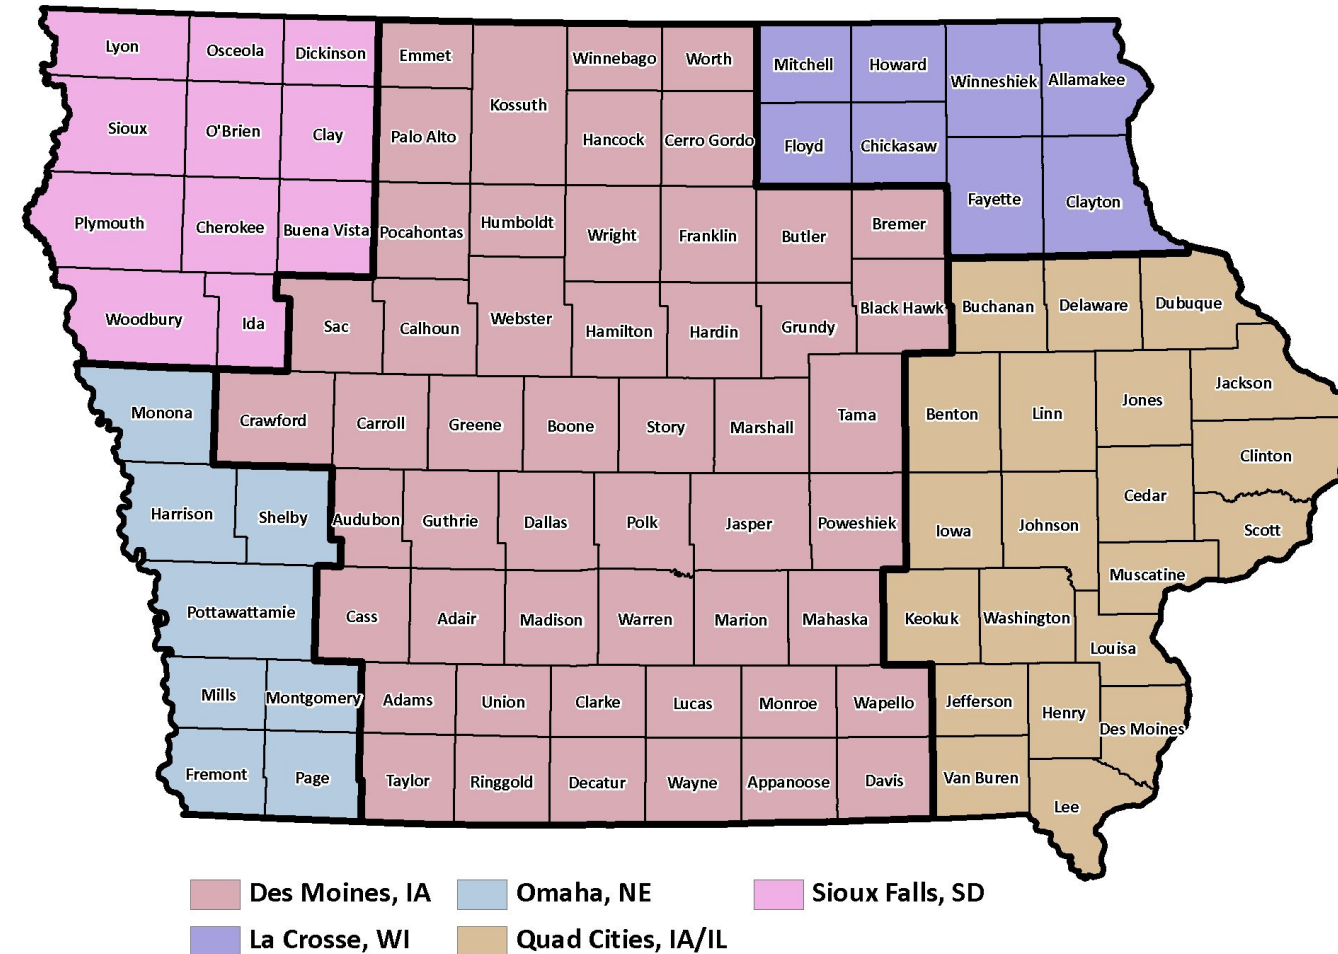 Lyon
Osceola
Dickinson
Emmet
Kossuth
Winnebago
Worth
Mitchell
Howard
Winneshiek
Allamakee
Sioux
O'Brien
Clay
Palo Alto
Hancock
Cerro Gordo
Floyd
Chickasaw
Fayette
Clayton
Plymouth
Cherokee
Buena Vista
Pocahontas
Humboldt
Wright
Franklin
Butler
Bremer
Woodbury
Ida
Sac
Calhoun
Webster
Hamilton
Hardin
Grundy
Black Hawk
Buchanan
Delaware
Dubuque
Monona
Crawford
Carroll
Greene
Boone
Story
Marshall
Tama
Benton
Linn
Jones
Jackson
Clinton
Harrison
Shelby
Audubon
Guthrie
Dallas
Polk
Jasper
Poweshiek
Iowa
Johnson
Cedar
Scott
Muscatine
Pottawattamie
Cass
Adair
Madison
Warren
Marion
Mahaska
Keokuk
Washington
Louisa
Mills
Montgomery
Adams
Union
Clarke
Lucas
Monroe
Wapello
Jefferson
Henry
Des Moines
Fremont
Page
Taylor
Ringgold
Decatur
Wayne
Appanoose
Davis
Van Buren
Lee
Des Moines, IA
Omaha, NE
Sioux Falls, SD
La Crosse, WI
Quad Cities, IA/IL